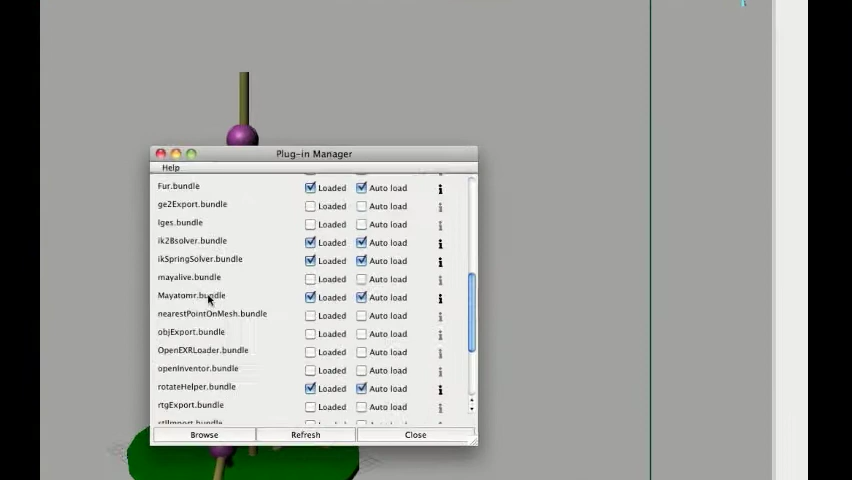 Plug-in Manager
Help
Fur.bundle Loaded Auto load i
ge2Export.bundle Loaded Auto load i
Iges.bundle Loaded Auto load i
ik2Bsolver.bundle Loaded Auto load i
ikSpringSolver.bundle Loaded Auto load i
mayalive.bundle Loaded Auto load i
Mayatomr.bundle Loaded Auto load i
nearestPointOnMesh.bundle Loaded Auto load i
objExport.bundle Loaded Auto load i
OpenEXRLoader.bundle Loaded Auto load i
openInventor.bundle Loaded Auto load i
rotateHelper.bundle Loaded Auto load i
rtgExport.bundle Loaded Auto load i
stlImport.bundle
Browse Refresh Close